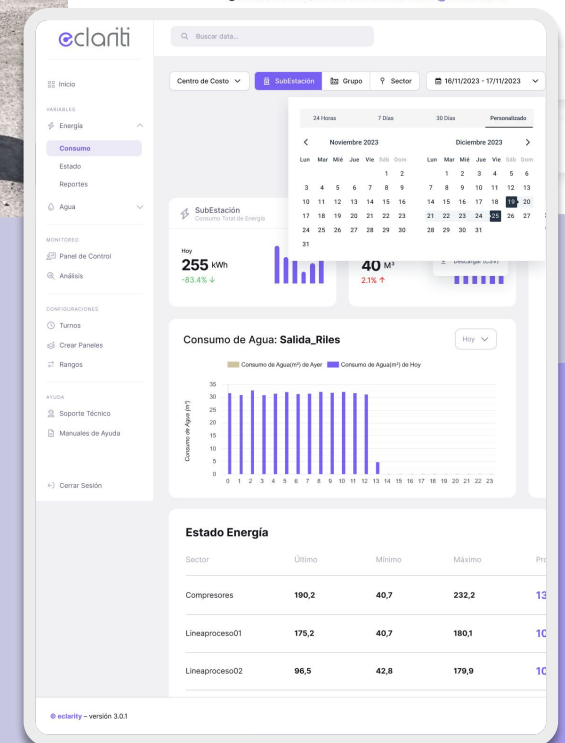 eclariti
Buscar data...
Inicio
VARIABLES
Energía
Consumo
Estado
Reportes
Agua
MONITOREO
Panel de Control
Análisis
CONFIGURACIONES
Turnos
Crear Paneles
Rangos
AYUDA
Soporte Técnico
Manuales de Ayuda
Cerrar Sesión
Centro de Costo
SubEstación
Grupo
Sector
16/11/2023 - 17/11/2023
24 Horas 7 Días 30 Días Personalizado
Noviembre 2023
Lun Mar Mié Jue Vie Sáb Dom
1 2
3 4 5 6 7 8 9
10 11 12 13 14 15 16
17 18 19 20 21 22 23
24 25 26 27 28 29 30
31
Diciembre 2023
Lun Mar Mié Jue Vie Sáb Dom
1 2 3 4 5 6
7 8 9 10 11 12 13
14 15 16 17 18 19 20
21 22 23 24 25 26 27
28 29 30 31
SubEstación
Consumo Total de Energía
Hoy
255 kWh
-83.4% ↓
40 M³
2.1% ↑
Descargar (CSV)
Consumo de Agua: Salida_Riles
Hoy
Consumo de Agua(m³) de Ayer Consumo de Agua(m³) de Hoy
Consumo de Agua (m³)
35
30
25
20
15
10
5
0
0 1 2 3 4 5 6 7 8 9 10 11 12 13 14 15 16 17 18 19 20 21 22 23
Estado Energía
Sector Último Mínimo Máximo Pro
Compresores 190,2 40,7 232,2 13
Lineaproceso01 175,2 40,7 180,1 10
Lineaproceso02 96,5 42,8 179,9 10
© eclarity – versión 3.0.1